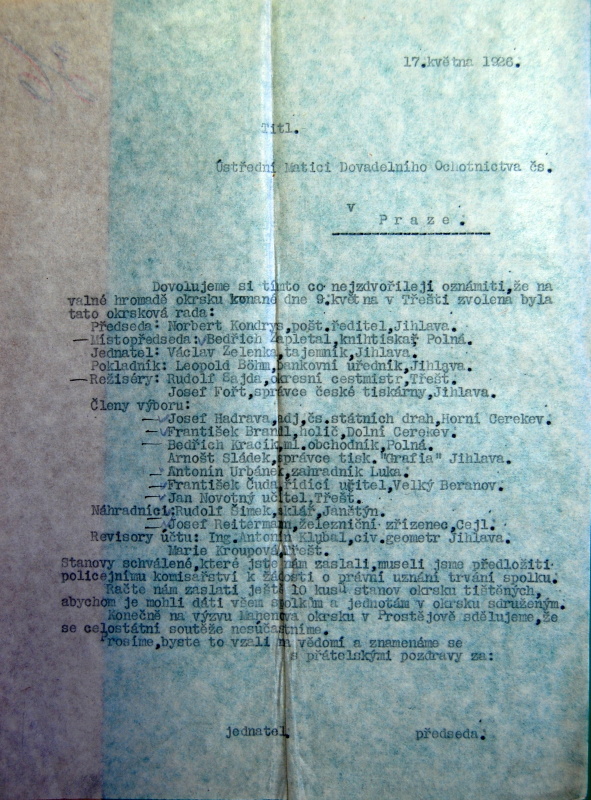 17.května 1926.
Titl.
Ústřední Matici Dovadelního Ochotnictva čs.
v
Praze.
Dovolujeme si tímto co nejzdvořileji oznámiti,že na
valné hromadě okrsku konané dne 9.května v Třešti zvolena byla
tato okrsková rada:
Předseda: Norbert Kondrys,pošt.ředitel,Jihlava.
Místopředseda: Bedřich Zapletal,knihtiskař Polná.
Jednatel: Václav Zelenka,tajemník,Jihlava.
Pokladník: Leopold Böhm,bankovní úředník,Jihlava.
Režiséry: Rudolf Šajda,okresní cestmistr,Třešt.
Josef Fořt,správce české tiskárny,Jihlava.
Členy výboru:
Josef Hadrava,adj,čs.státních drah,Horní Cerekev.
František Branil,holič,Dolní Cerekev.
Bedřich Kracík,ml.obchodník,Polná.
Arnošt Sládek,správce tisk."Grafia" Jihlava.
Antonín Urbánek,zahradník Luka.
František Čuda,řídící učitel,Velký Beranov.
Jan Novotný učitel,Třešt.
Náhradníci:Rudolf Šimek,sklář,Janštýn.
Josef Reitermann,železniční zřízenec,Cejl.
Revisory účtu: Ing.Antonín Klubal,civ.geometr Jihlava.
Marie Kroupová,Třešt.
Stanovy schválené,které jste nám zaslali,museli jsme předložiti
policejnímu komisařství k žádosti o právní uznání trvání spolku.
Račte nám zaslati ještě 10 kusů stanov okrsku tištěných,
abychom je mohli dáti všem spolkům a jednotám v okrsku sdruženým.
Konečně na výzvu Mahenova okrsku v Prostějově sdělujeme,že
se celostátní soutěže nesúčastníme.
Prosíme,byste to vzali na vědomí a znamenáme se
s přátelskými pozdravy za:
jednatel. předseda.